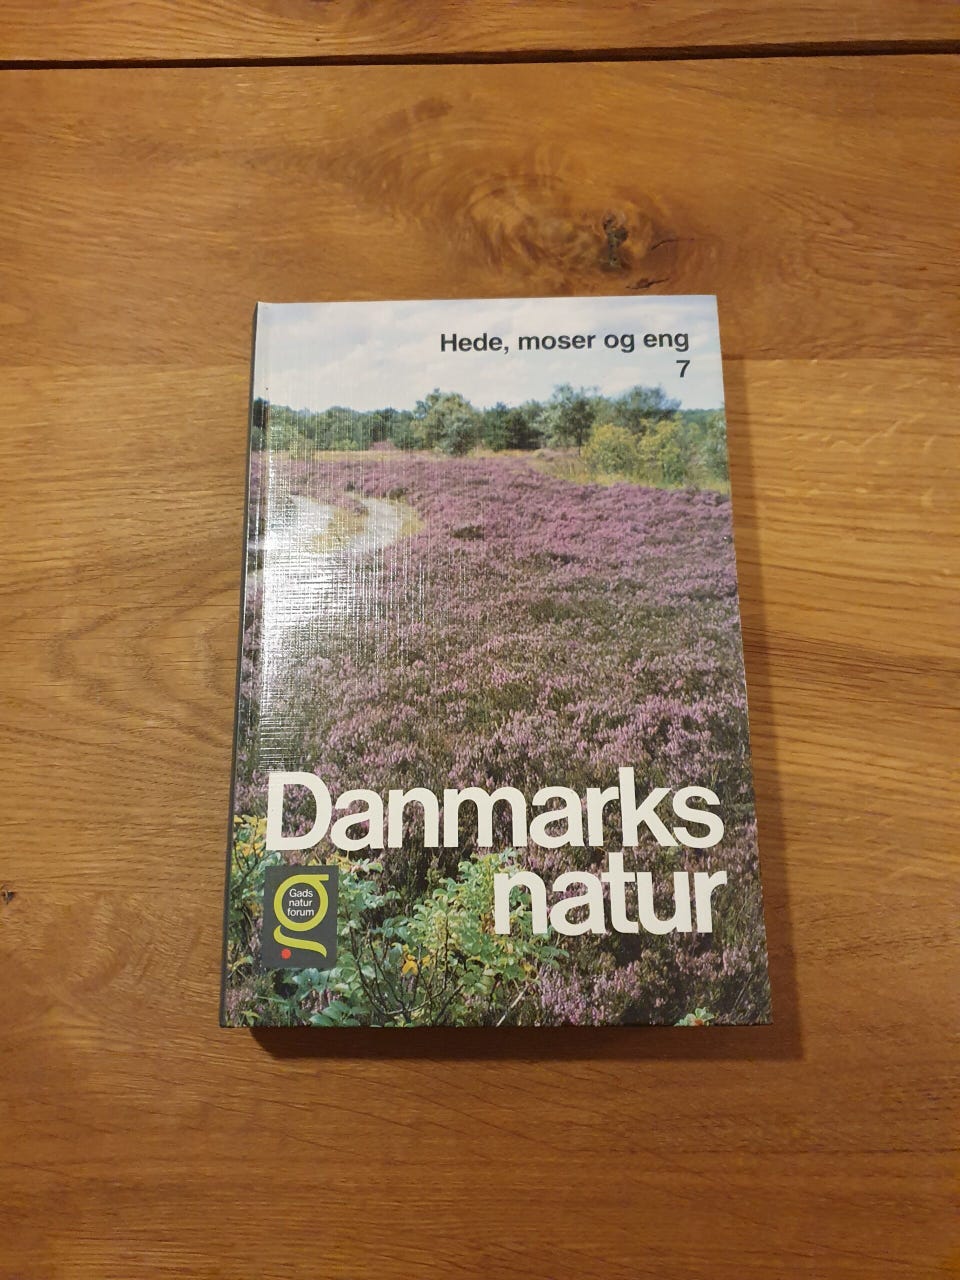 Hede, moser og eng
7
Danmarks
natur
Gads
natur
forum